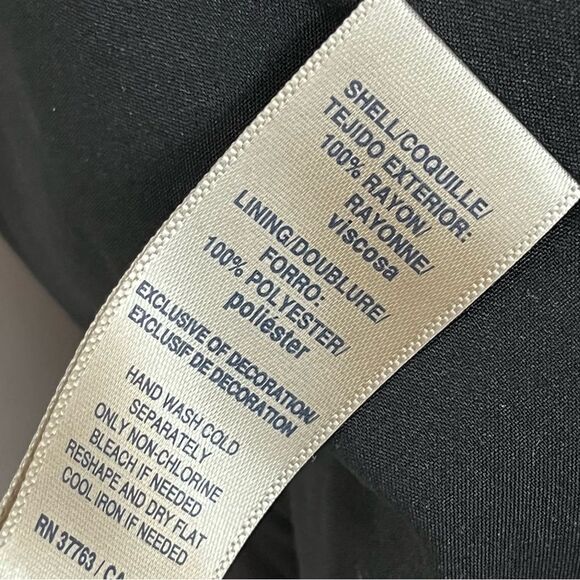 SHELL/COQUILLE/
TEJIDO EXTERIOR:
100% RAYON/
RAYONNE/
viscosa
LINING/DOUBLURE/
FORRO:
100% POLYESTER/
poliéster
EXCLUSIVE OF DECORATION/
EXCLUSIF DE DECORATION
HAND WASH COLD
SEPARATELY
ONLY NON-CHLORINE
BLEACH IF NEEDED
RESHAPE AND DRY FLAT
COOL IRON IF NEEDED
RN 37763 / CA